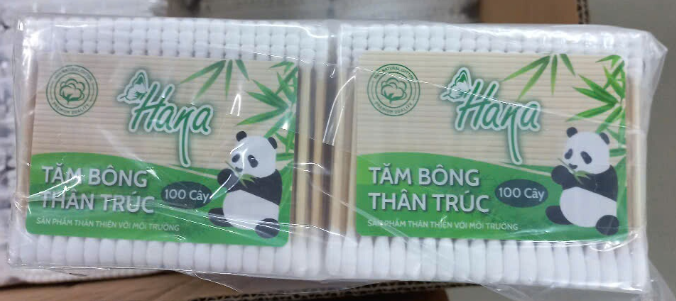 Hana
TĂM BÔNG
THÂN TRÚC
100 Cây
SẢN PHẨM THÂN THIỆN VỚI MÔI TRƯỜNG
Hana
TĂM BÔNG
THÂN TRÚC
100 Cây
SẢN PHẨM THÂN THIỆN VỚI MÔI TRƯỜNG